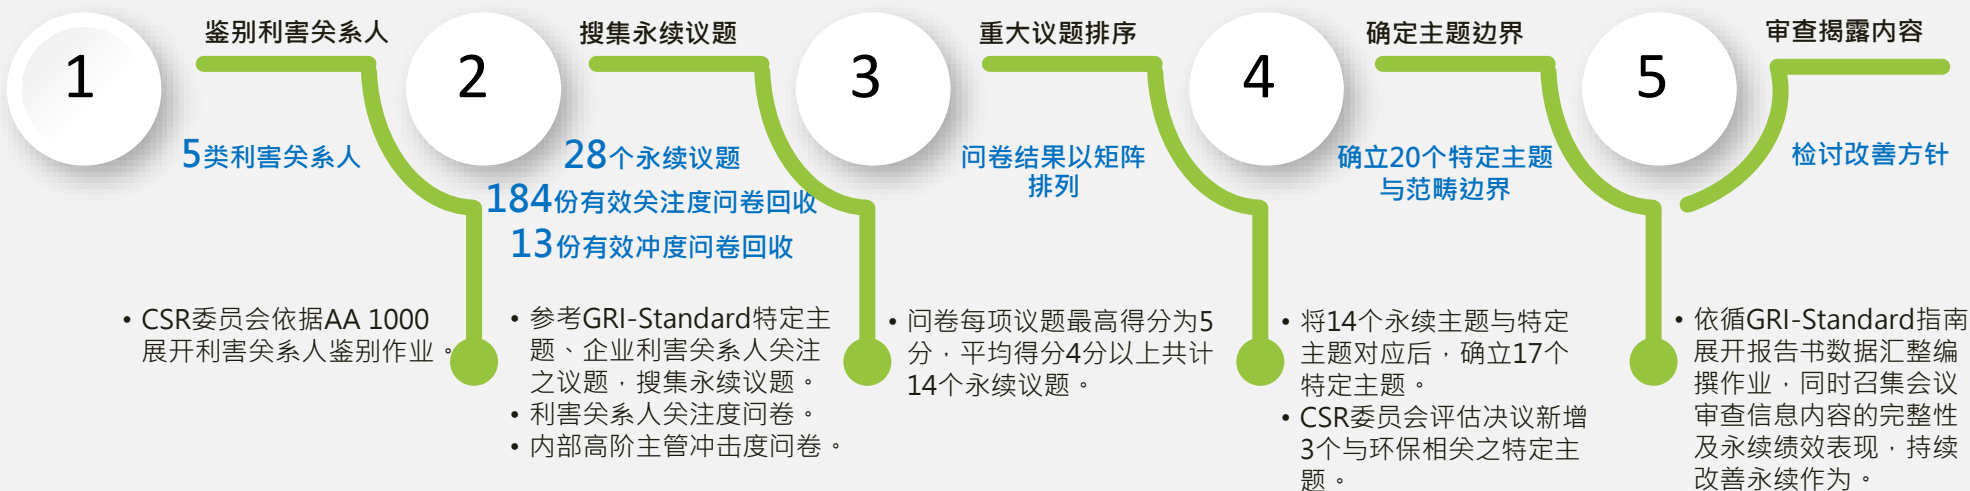 1
鉴别利害关系人
5类利害关系人
• CSR委员会依据AA 1000
展开利害关系人鉴别作业。
2
搜集永续议题
28个永续议题
184份有效关注度问卷回收
13份有效冲度问卷回收
• 参考GRI-Standard特定主
题、企业利害关系人关注
之议题，搜集永续议题。
• 利害关系人关注度问卷。
• 内部高阶主管冲击度问卷。
3
重大议题排序
问卷结果以矩阵
排列
• 问卷每项议题最高得分为5
分，平均得分4分以上共计
14个永续议题。
4
确定主题边界
确立20个特定主题
与范畴边界
• 将14个永续主题与特定
主题对应后，确立17个
特定主题。
• CSR委员会评估决议新增
3个与环保相关之特定主
题。
5
审查揭露内容
检讨改善方针
• 依循GRI-Standard指南
展开报告书数据汇整编
撰作业，同时召集会议
审查信息内容的完整性
及永续绩效表现，持续
改善永续作为。